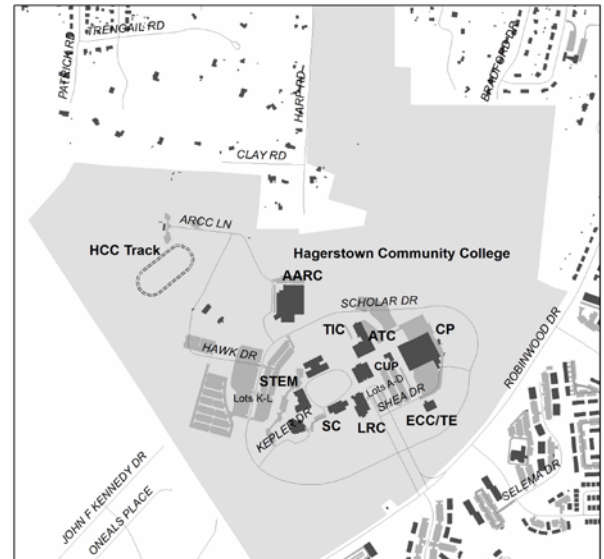 TRENGAIL RD
PATRICK RD
HARP RD
BRADFORD DR
CLAY RD
ARCC LN
HCC Track
Hagerstown Community College
AARC
SCHOLAR DR
TIC
ATC
CP
ROBINWOOD DR
HAWK DR
CUP
STEM
Lots A-D
Lots K-L
SHEA DR
KEPLER DR
SC
LRC
ECC/TE
SELEMA DR
JOHN F KENNEDY DR
ONEALS PLACE